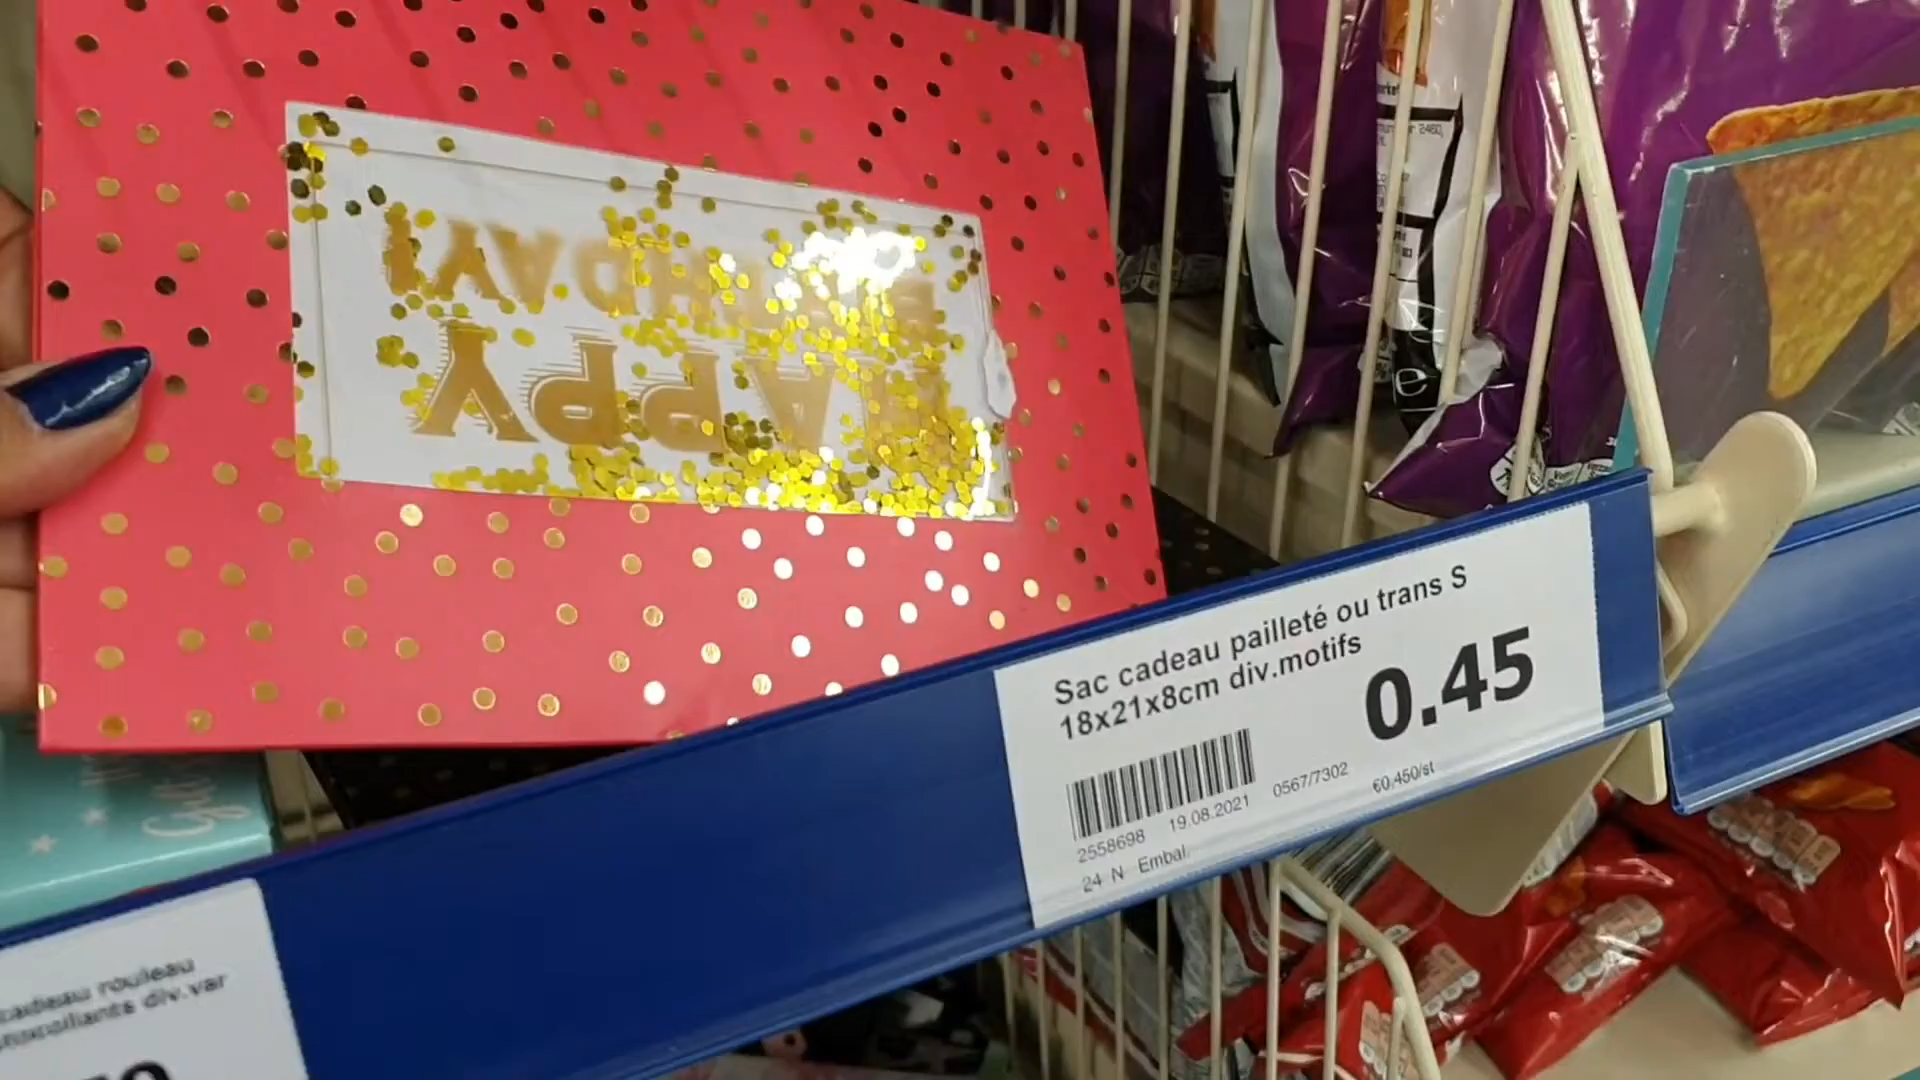 HAPPY
BIRTHDAY!
Sac cadeau pailleté ou trans S
18x21x8cm div.motifs
0.45
2558698 19.08.2021 0567/7302 €0,450/st
24 N Embal.
cadeau rouleau
div.var